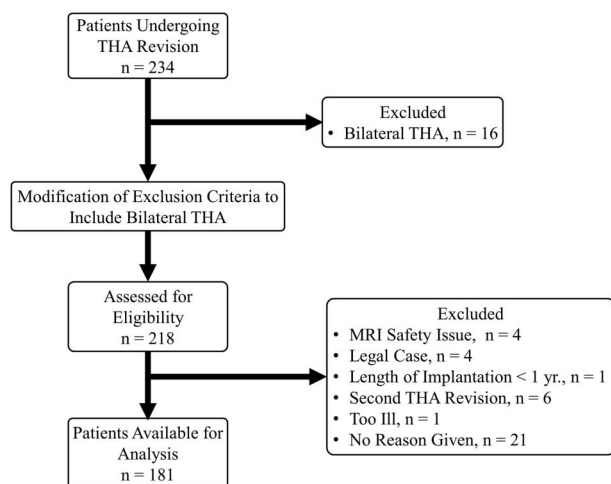 Patients Undergoing
THA Revision
n = 234
Excluded
• Bilateral THA, n = 16
Modification of Exclusion Criteria to
Include Bilateral THA
Assessed for
Eligibility
n = 218
Excluded
• MRI Safety Issue, n = 4
• Legal Case, n = 4
• Length of Implantation < 1 yr., n = 1
• Second THA Revision, n = 6
• Too Ill, n = 1
• No Reason Given, n = 21
Patients Available for
Analysis
n = 181